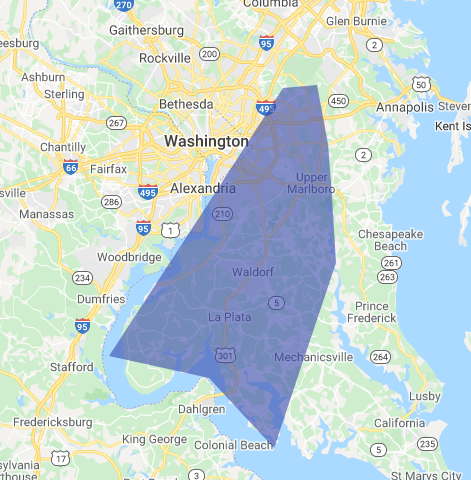 Columbia
270
Gaithersburg
Glen Burnie
eesburg
95
2
Rockville
200
Ashburn
50
Sterling
Bethesda
495
450
Annapolis
Steven
267
Kent Is
Washington
Chantilly
2
66
Fairfax
Upper
Marlboro
sville
495
Alexandria
286
210
Manassas
95
1
Chesapeake
Beach
Woodbridge
261
Waldorf
263
234
Dumfries
5
Prince
Frederick
La Plata
95
301
Mechanicsville
264
Stafford
Lusby
Dahlgren
Fredericksburg
California
King George
235
Colonial Beach
5
17
sylvania
rthouse
3
St Marys City